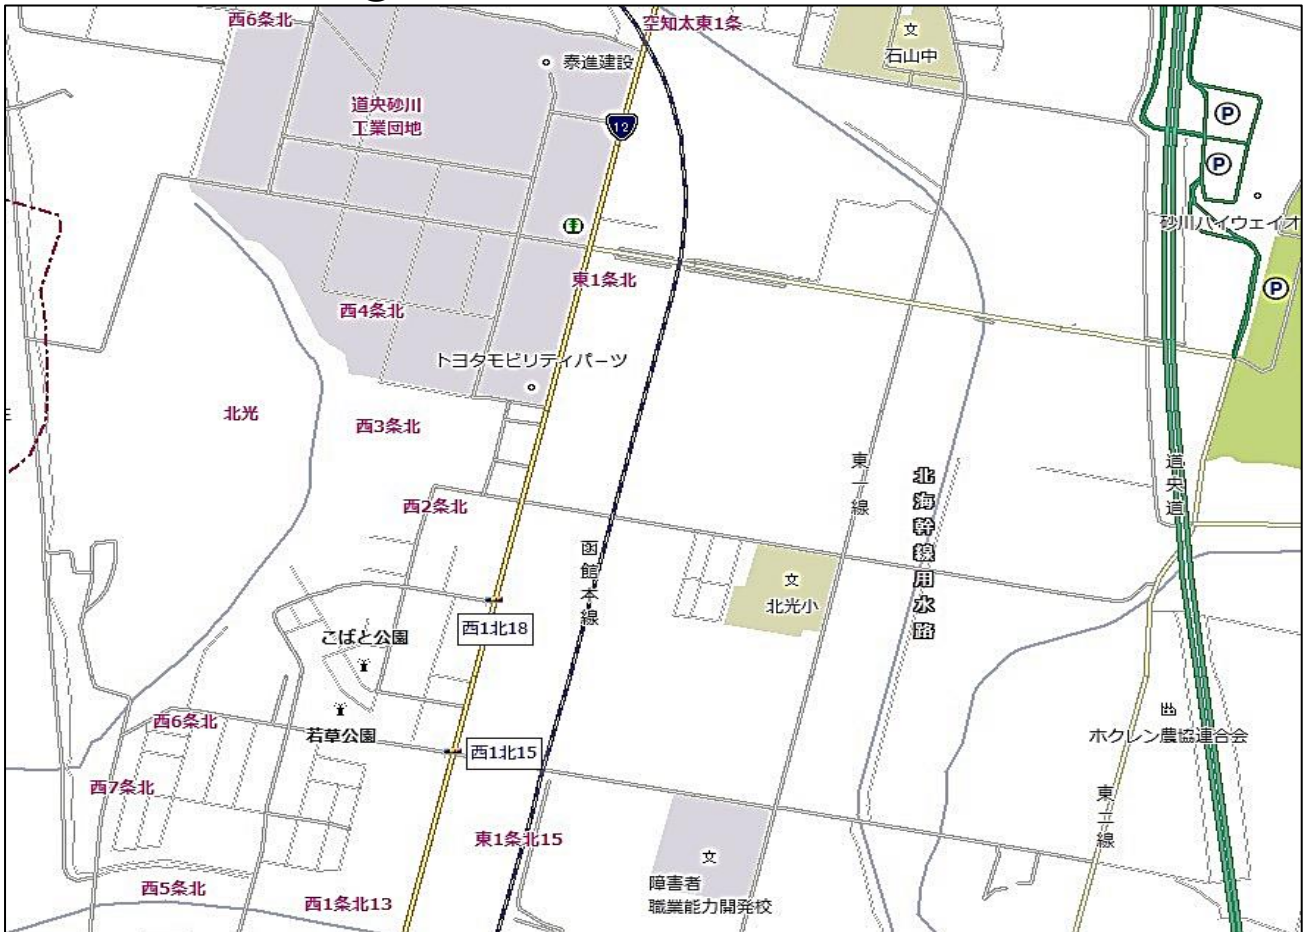 西6条北
空知太東1条
文
石山中
泰進建設
道央砂川
工業団地
12
P
P
砂川ハイウェイオ
P
東1条北
西4条北
トヨタモビリティパーツ
北光
西3条北
西2条北
東一線
北海幹線用水路
道央道
函館本線
文
北光小
西1北18
こばと公園
若草公園
西6条北
西1北15
ホクレン農協連合会
西7条北
東三線
東1条北15
文
障害者
職業能力開発校
西5条北
西1条北13